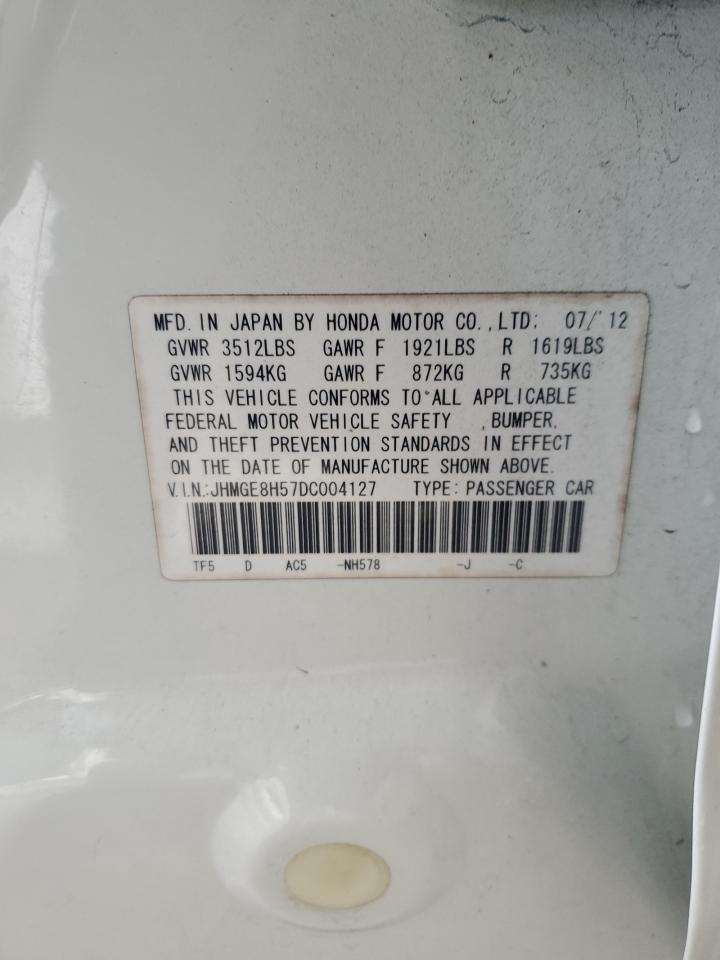 MFD. IN JAPAN BY HONDA MOTOR CO.,LTD. 07/'12
GVWR 3512LBS GAWR F 1921LBS R 1619LBS
GVWR 1594KG GAWR F 872KG R 735KG
THIS VEHICLE CONFORMS TO ALL APPLICABLE
FEDERAL MOTOR VEHICLE SAFETY , BUMPER,
AND THEFT PREVENTION STANDARDS IN EFFECT
ON THE DATE OF MANUFACTURE SHOWN ABOVE.
V.I.N.:JHMGE8H57DC004127 TYPE: PASSENGER CAR
TF5 D AC5 -NH578 -J -C